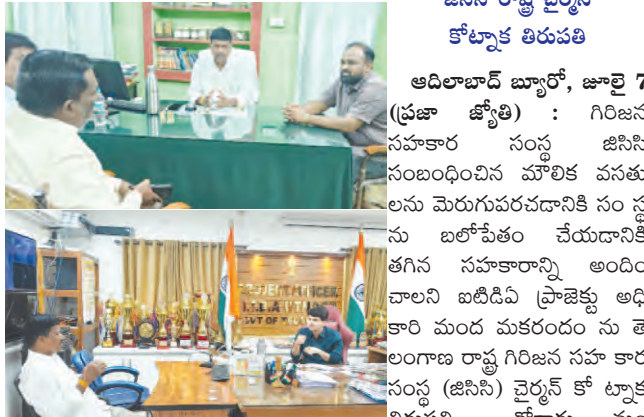 జిసిసి రాష్ట్ర చైర్మన్
కోట్నాక తిరుపతి
ఆదిలాబాద్ బ్యూరో, జూలై 7
(ప్రజా జ్యోతి) : గిరిజన
సహకార సంస్థ జిసిసి
సంబంధించిన మౌలిక వసతు
లను మెరుగుపరచడానికి సం స్థ
ను బలోపేతం చేయడానికి
తగిన సహకారాన్ని అందిం
చాలని ఐటిడిఏ ప్రాజెక్టు అధి
కారి మంద మకరందం ను తె
లంగాణ రాష్ట్ర గిరిజన సహ కార
సంస్థ (జిసిసి) చైర్మన్ కో ట్నాక